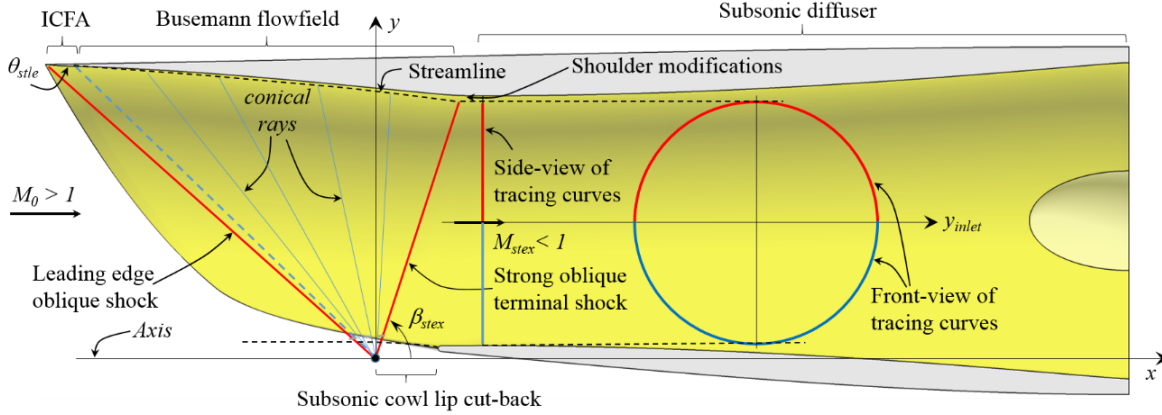 ICFA
Busemann flowfield
y
Subsonic diffuser
θstle
Streamline
Shoulder modifications
conical
rays
Side-view of
tracing curves
M0 > 1
yinlet
Mstex < 1
Leading edge
oblique shock
Strong oblique
terminal shock
Front-view of
tracing curves
βstex
Axis
x
Subsonic cowl lip cut-back